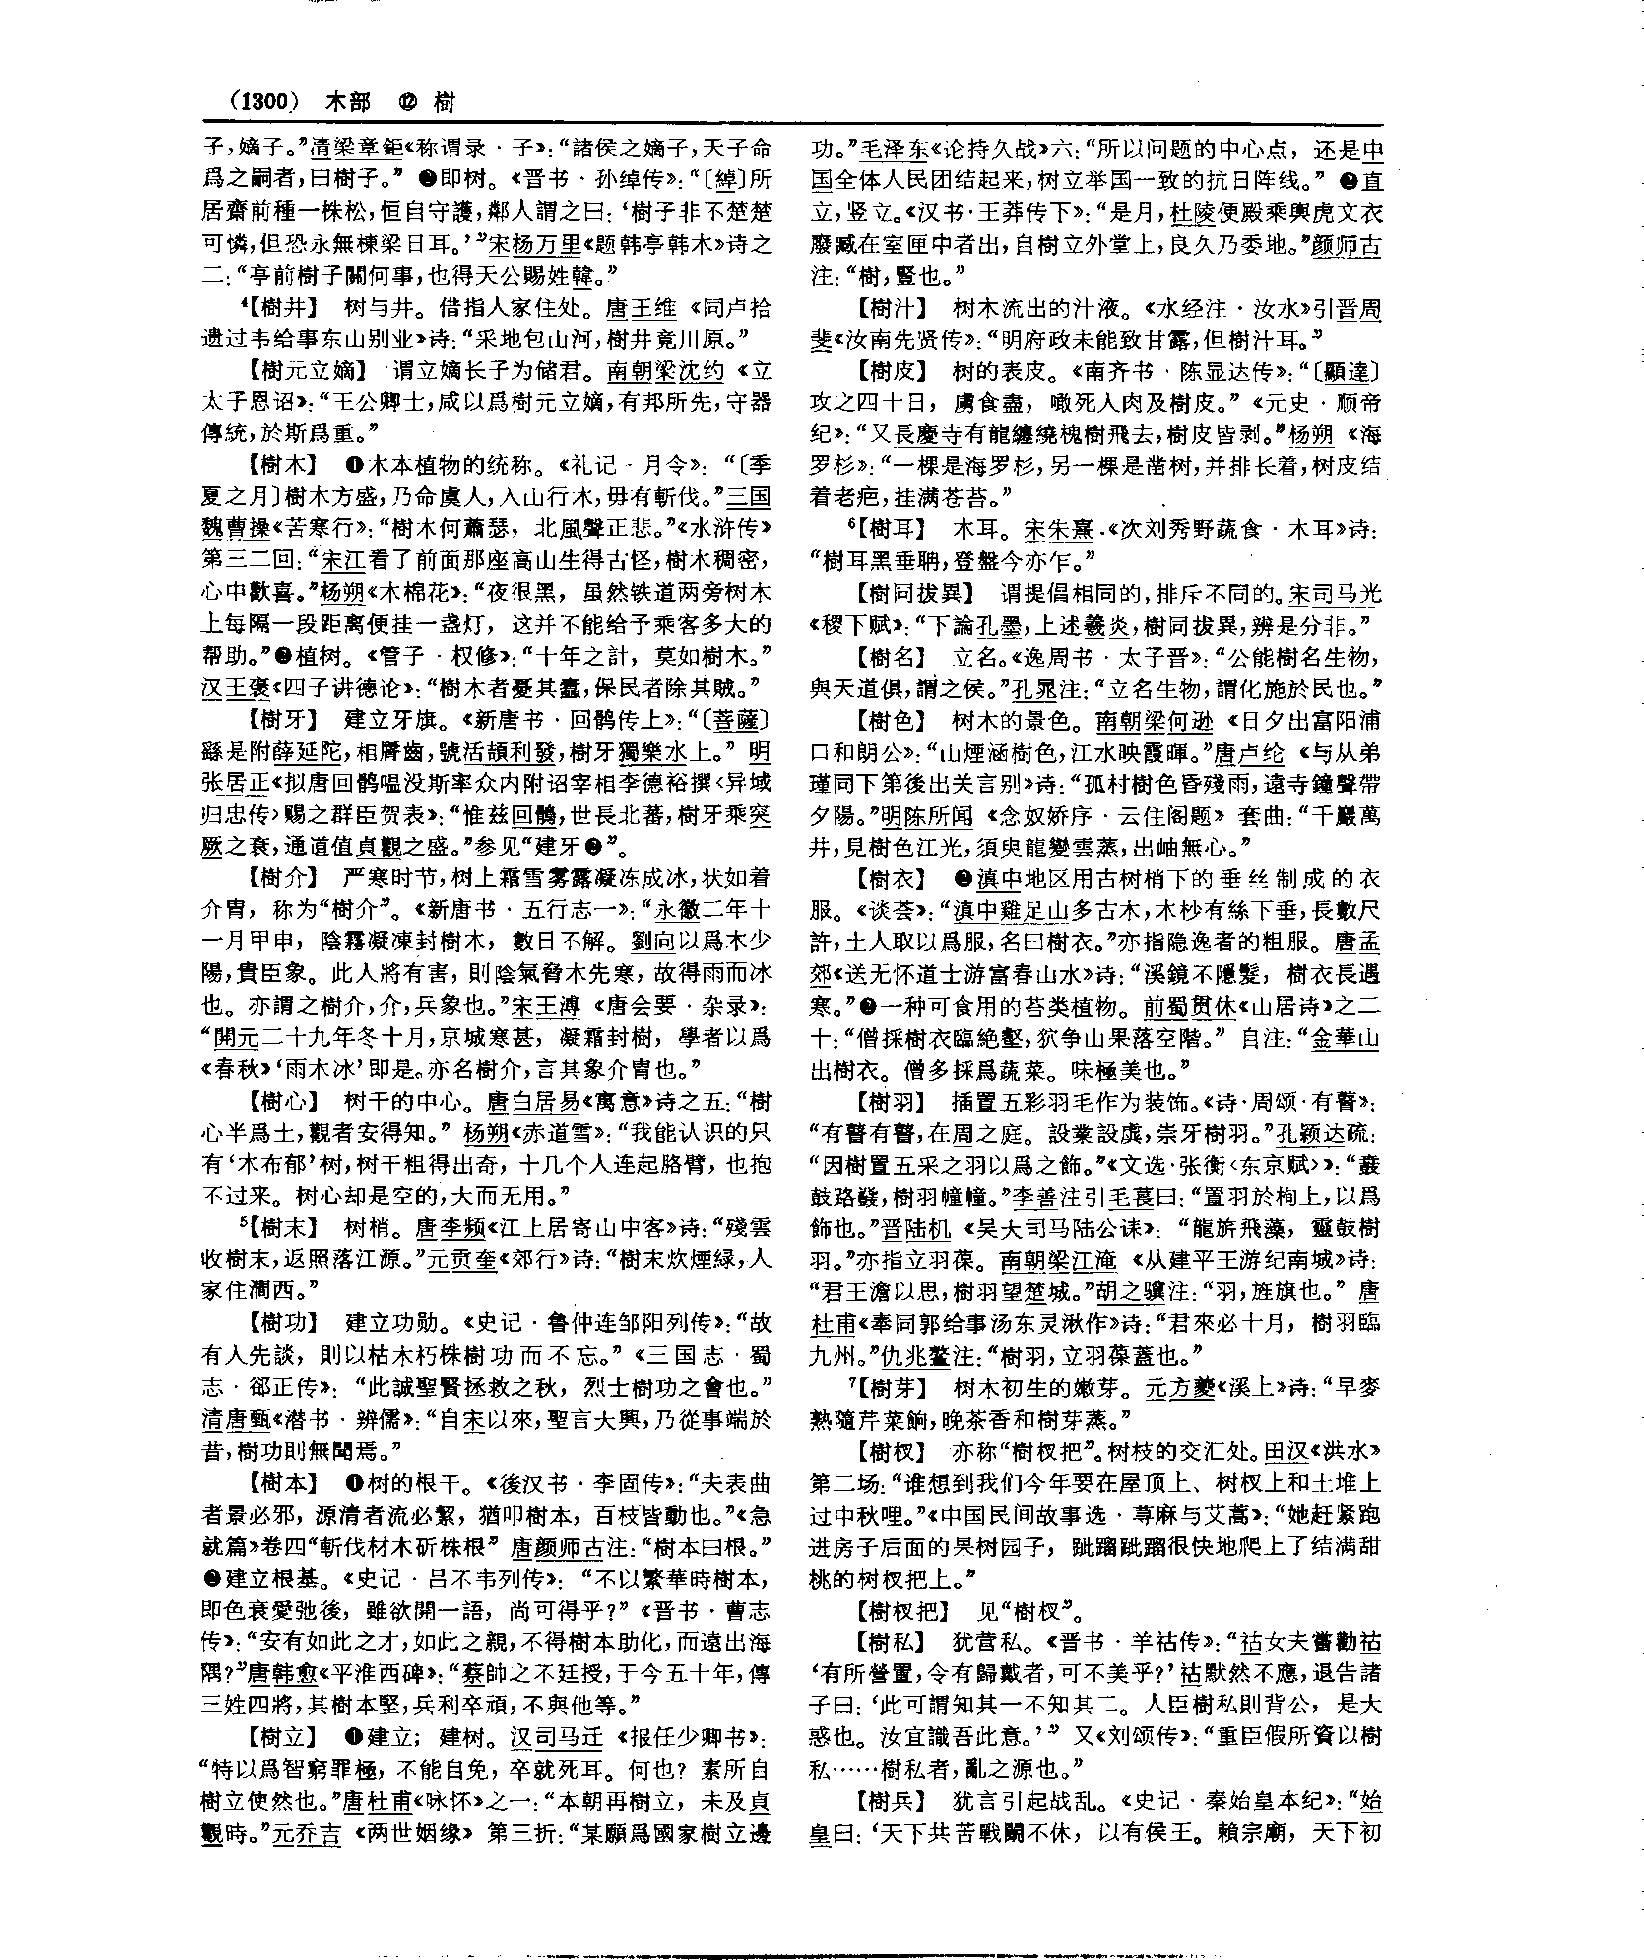 （1300） 木部 ⑫ 樹
子，嫡子。”清梁章鉅《称谓录·子》：“諸侯之嫡子，天子命
爲之嗣者，曰樹子。” ❷即树。《晋书·孙绰传》：“〔綽〕所
居齋前種一株松，恒自守護，鄰人謂之曰：‘樹子非不楚楚
可憐，但恐永無棟梁日耳。’”宋杨万里《题韩亭韩木》诗之
二：“亭前樹子關何事，也得天公賜姓韓。”
⁴【樹井】 树与井。借指人家住处。唐王维《同卢拾
遗过韦给事东山别业》诗：“采地包山河，樹井竟川原。”
【樹元立嫡】 谓立嫡长子为储君。南朝梁沈约《立
太子恩诏》：“王公卿士，咸以爲樹元立嫡，有邦所先，守器
傳統，於斯爲重。”
【樹木】 ❶木本植物的统称。《礼记·月令》：“〔季
夏之月〕樹木方盛，乃命虞人，入山行木，毋有斬伐。”三国
魏曹操《苦寒行》：“樹木何蕭瑟，北風聲正悲。”《水浒传》
第三二回：“宋江看了前面那座高山生得古怪，樹木稠密，
心中歡喜。”杨朔《木棉花》：“夜很黑，虽然铁道两旁树木
上每隔一段距离便挂一盏灯，这并不能给予乘客多大的
帮助。”❷植树。《管子·权修》：“十年之計，莫如樹木。”
汉王褒《四子讲德论》：“樹木者憂其蠹，保民者除其賊。”
【樹牙】 建立牙旗。《新唐书·回鹘传上》：“〔菩薩〕
繇是附薛延陀，相脣齒，號活頡利發，樹牙獨樂水上。” 明
张居正《拟唐回鹘嗢没斯率众内附诏宰相李德裕撰〈异域
归忠传〉赐之群臣贺表》：“惟兹回鶻，世長北蕃，樹牙乘突
厥之衰，通道值貞觀之盛。”参见“建牙❷”。
【樹介】 严寒时节，树上霜雪雾露凝冻成冰，状如着
介胄，称为“樹介”。《新唐书·五行志一》：“永徽二年十
一月甲申，陰霧凝凍封樹木，數日不解。劉向以爲木少
陽，貴臣象。此人將有害，則陰氣脅木先寒，故得雨而冰
也。亦謂之樹介，介，兵象也。”宋王溥《唐会要·杂录》：
“開元二十九年冬十月，京城寒甚，凝霜封樹，學者以爲
《春秋》‘雨木冰’即是。亦名樹介，言其象介胄也。”
【樹心】 树干的中心。唐白居易《寓意》诗之五：“樹
心半爲土，觀者安得知。” 杨朔《赤道雪》：“我能认识的只
有‘木布郁’树，树干粗得出奇，十几个人连起胳臂，也抱
不过来。树心却是空的，大而无用。”
⁵【樹末】 树梢。唐李频《江上居寄山中客》诗：“殘雲
收樹末，返照落江源。”元贡奎《郊行》诗：“樹末炊煙緑，人
家住澗西。”
【樹功】 建立功勋。《史记·鲁仲连邹阳列传》：“故
有人先談，則以枯木朽株樹功而不忘。”《三国志·蜀
志·郤正传》：“此誠聖賢拯救之秋，烈士樹功之會也。”
清唐甄《潜书·辨儒》：“自宋以來，聖言大興，乃從事端於
昔，樹功則無聞焉。”
【樹本】 ❶树的根干。《後汉书·李固传》：“夫表曲
者景必邪，源清者流必絜，猶叩樹本，百枝皆動也。”《急
就篇》卷四“斬伐材木斫株根” 唐颜师古注：“樹本曰根。”
❷建立根基。《史记·吕不韦列传》：“不以繁華時樹本，
即色衰愛弛後，雖欲開一語，尚可得乎？”《晋书·曹志
传》：“安有如此之才，如此之親，不得樹本助化，而遠出海
隅？”唐韩愈《平淮西碑》：“蔡帥之不廷授，于今五十年，傳
三姓四將，其樹本堅，兵利卒頑，不與他等。”
【樹立】 ❶建立；建树。汉司马迁《报任少卿书》：
“特以爲智窮罪極，不能自免，卒就死耳。何也？素所自
樹立使然也。”唐杜甫《咏怀》之一：“本朝再樹立，未及貞
觀時。”元乔吉《两世姻缘》第三折：“某願爲國家樹立邊
功。”毛泽东《论持久战》六：“所以问题的中心点，还是中
国全体人民团结起来，树立举国一致的抗日阵线。” ❷直
立，竖立。《汉书·王莽传下》：“是月，杜陵便殿乘輿虎文衣
廢臧在室匣中者出，自樹立外堂上，良久乃委地。”颜师古
注：“樹，豎也。”
【樹汁】 树木流出的汁液。《水经注·汝水》引晋周
斐《汝南先贤传》：“明府政未能致甘露，但樹汁耳。”
【樹皮】 树的表皮。《南齐书·陈显达传》：“〔顯達〕
攻之四十日，虜食盡，噉死人肉及樹皮。”《元史·顺帝
纪》：“又長慶寺有龍纏繞槐樹飛去，樹皮皆剥。”杨朔《海
罗杉》：“一棵是海罗杉，另一棵是凿树，并排长着，树皮结
着老疤，挂满苍苔。”
⁶【樹耳】 木耳。宋朱熹《次刘秀野蔬食·木耳》诗：
“樹耳黑垂聃，登盤今亦乍。”
【樹同拔異】 谓提倡相同的，排斥不同的。宋司马光
《稷下赋》：“下論孔墨，上述羲炎，樹同拔異，辨是分非。”
【樹名】 立名。《逸周书·太子晋》：“公能樹名生物，
與天道俱，謂之侯。”孔晁注：“立名生物，謂化施於民也。”
【樹色】 树木的景色。南朝梁何逊《日夕出富阳浦
口和朗公》：“山煙涵樹色，江水映霞暉。”唐卢纶《与从弟
瑾同下第後出关言别》诗：“孤村樹色昏殘雨，遠寺鐘聲帶
夕陽。”明陈所闻《念奴娇序·云住阁题》套曲：“千巖萬
井，見樹色江光，須臾龍變雲蒸，出岫無心。”
【樹衣】 ❷滇中地区用古树梢下的垂丝制成的衣
服。《谈荟》：“滇中雞足山多古木，木杪有絲下垂，長數尺
許，土人取以爲服，名曰樹衣。”亦指隐逸者的粗服。唐孟
郊《送无怀道士游富春山水》诗：“溪鏡不隱髮，樹衣長遇
寒。”❷一种可食用的苔类植物。前蜀贯休《山居诗》之二
十：“僧採樹衣臨絶壑，狖争山果落空階。” 自注：“金華山
出樹衣。僧多採爲蔬菜。味極美也。”
【樹羽】 插置五彩羽毛作为装饰。《诗·周颂·有瞽》：
“有瞽有瞽，在周之庭。設業設虡，崇牙樹羽。”孔颖达疏：
“因樹置五采之羽以爲之飾。”《文选·张衡〈东京赋〉》：“鼖
鼓路鼗，樹羽幢幢。”李善注引毛萇曰：“置羽於栒上，以爲
飾也。”晋陆机《吴大司马陆公诔》：“龍旂飛藻，靈鼓樹
羽。”亦指立羽葆。南朝梁江淹《从建平王游纪南城》诗：
“君王澹以思，樹羽望楚城。”胡之骥注：“羽，旌旗也。” 唐
杜甫《奉同郭给事汤东灵湫作》诗：“君來必十月，樹羽臨
九州。”仇兆鳌注：“樹羽，立羽葆蓋也。”
⁷【樹芽】 树木初生的嫩芽。元方夔《溪上》诗：“早麥
熟隨芹菜餉，晚茶香和樹芽蒸。”
【樹杈】 亦称“樹杈把”。树枝的交汇处。田汉《洪水》
第二场：“谁想到我们今年要在屋顶上、树杈上和土堆上
过中秋哩。”《中国民间故事选·荨麻与艾蒿》：“她赶紧跑
进房子后面的果树园子，跐蹓跐蹓很快地爬上了结满甜
桃的树杈把上。”
【樹杈把】 见“樹杈”。
【樹私】 犹营私。《晋书·羊祜传》：“祜女夫嘗勸祜
‘有所營置，令有歸戴者，可不美乎？’祜默然不應，退告諸
子曰：‘此可謂知其一不知其二。人臣樹私則背公，是大
惑也。汝宜識吾此意。’” 又《刘颂传》：“重臣假所資以樹
私……樹私者，亂之源也。”
【樹兵】 犹言引起战乱。《史记·秦始皇本纪》：“始
皇曰：‘天下共苦戰鬭不休，以有侯王。賴宗廟，天下初